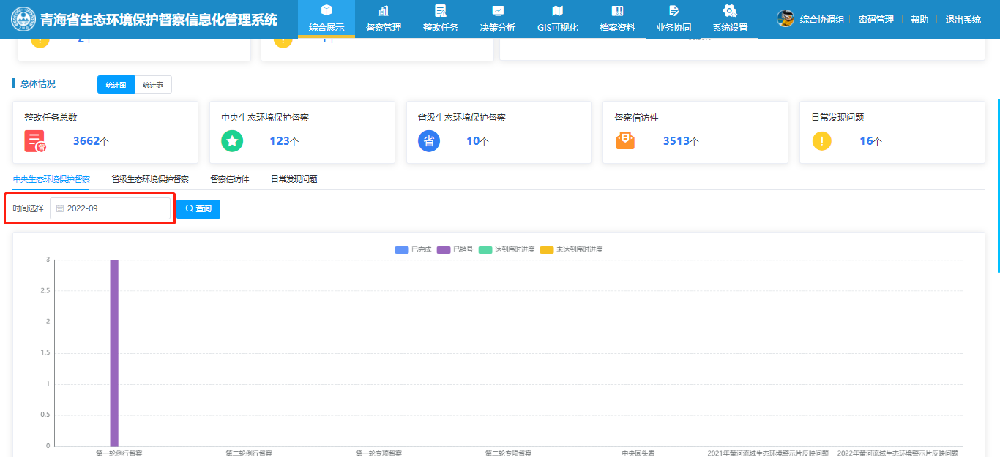 青海省生态环境保护督察信息化管理系统
综合展示
督察管理
整改任务
决策分析
GIS可视化
档案资料
业务协同
系统设置
综合协调组
密码管理
帮助
退出系统
总体情况
统计图
统计表
整改任务总数
督
3662个
中央生态环境保护督察
123个
省级生态环境保护督察
省
10个
督察信访件
3513个
日常发现问题
16个
中央生态环境保护督察
省级生态环境保护督察
督察信访件
日常发现问题
时间选择
2022-09
查询
已完成
已销号
达到序时进度
未达到序时进度
3
2.5
2
1.5
1
0.5
0
第一轮例行督察
第二轮例行督察
第一轮专项督察
第二轮专项督察
中央回头看
2021年黄河流域生态环境警示片反映问题
2022年黄河流域生态环境警示片反映问题